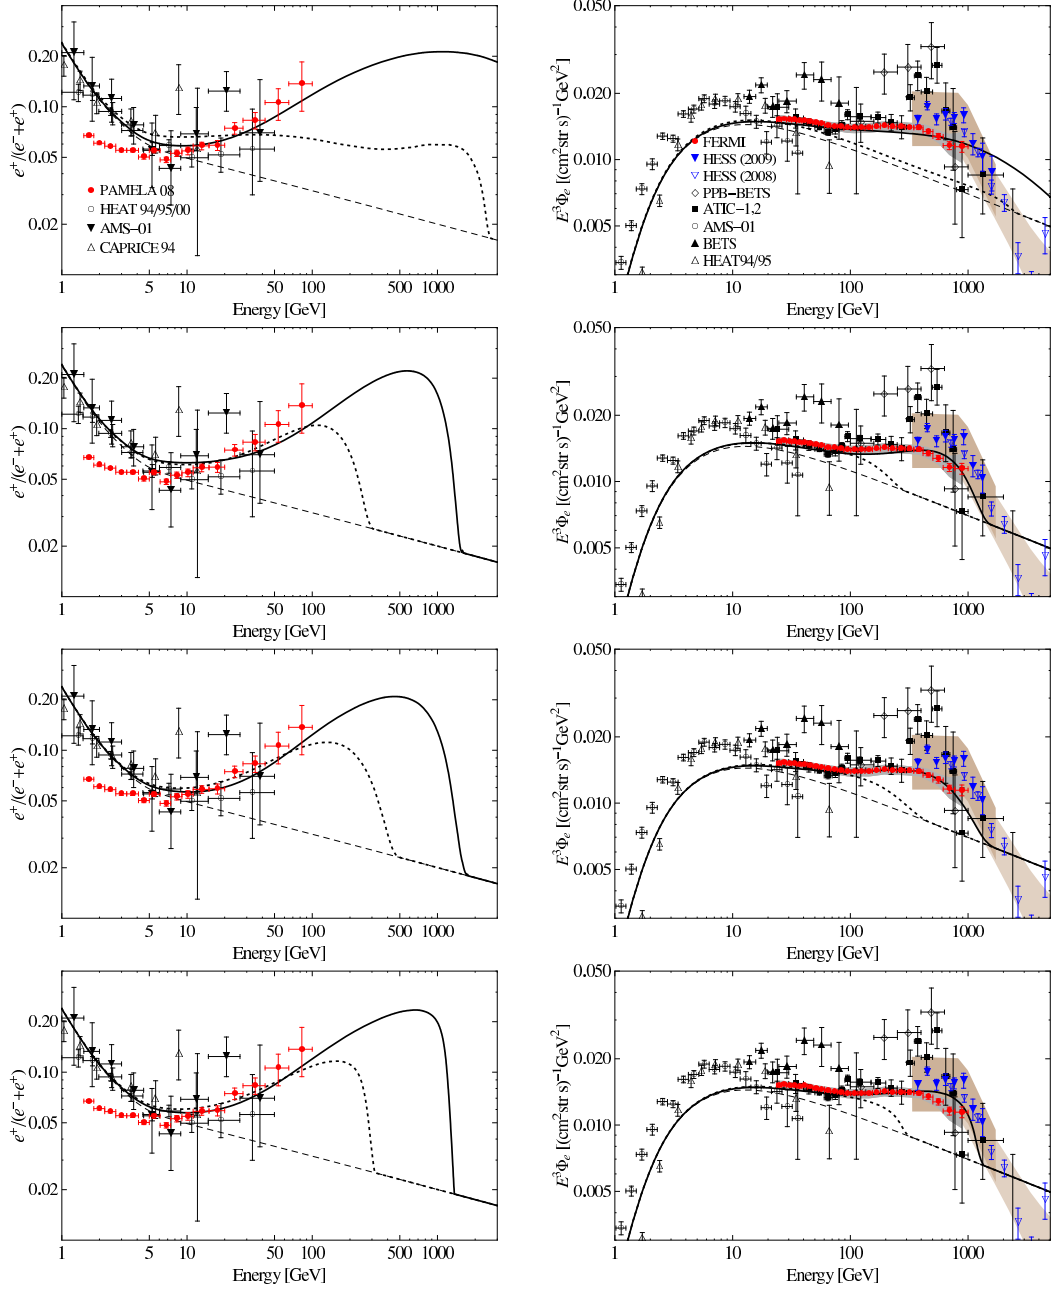 0.20
0.10
0.05
0.02
e⁺/(e⁻+e⁺)
PAMELA 08
HEAT 94/95/00
AMS−01
CAPRICE 94
1 5 10 50 100 500 1000
Energy [GeV]
0.050
0.020
0.010
0.005
E³Φₑ [(cm²str s)⁻¹GeV²]
FERMI
HESS (2009)
HESS (2008)
PPB−BETS
ATIC−1,2
AMS−01
BETS
HEAT94/95
1 10 100 1000
Energy [GeV]
0.20
0.10
0.05
0.02
e⁺/(e⁻+e⁺)
1 5 10 50 100 500 1000
Energy [GeV]
0.050
0.020
0.010
0.005
E³Φₑ [(cm²str s)⁻¹GeV²]
1 10 100 1000
Energy [GeV]
0.20
0.10
0.05
0.02
e⁺/(e⁻+e⁺)
1 5 10 50 100 500 1000
Energy [GeV]
0.050
0.020
0.010
0.005
E³Φₑ [(cm²str s)⁻¹GeV²]
1 10 100 1000
Energy [GeV]
0.20
0.10
0.05
0.02
e⁺/(e⁻+e⁺)
1 5 10 50 100 500 1000
Energy [GeV]
0.050
0.020
0.010
0.005
E³Φₑ [(cm²str s)⁻¹GeV²]
1 10 100 1000
Energy [GeV]